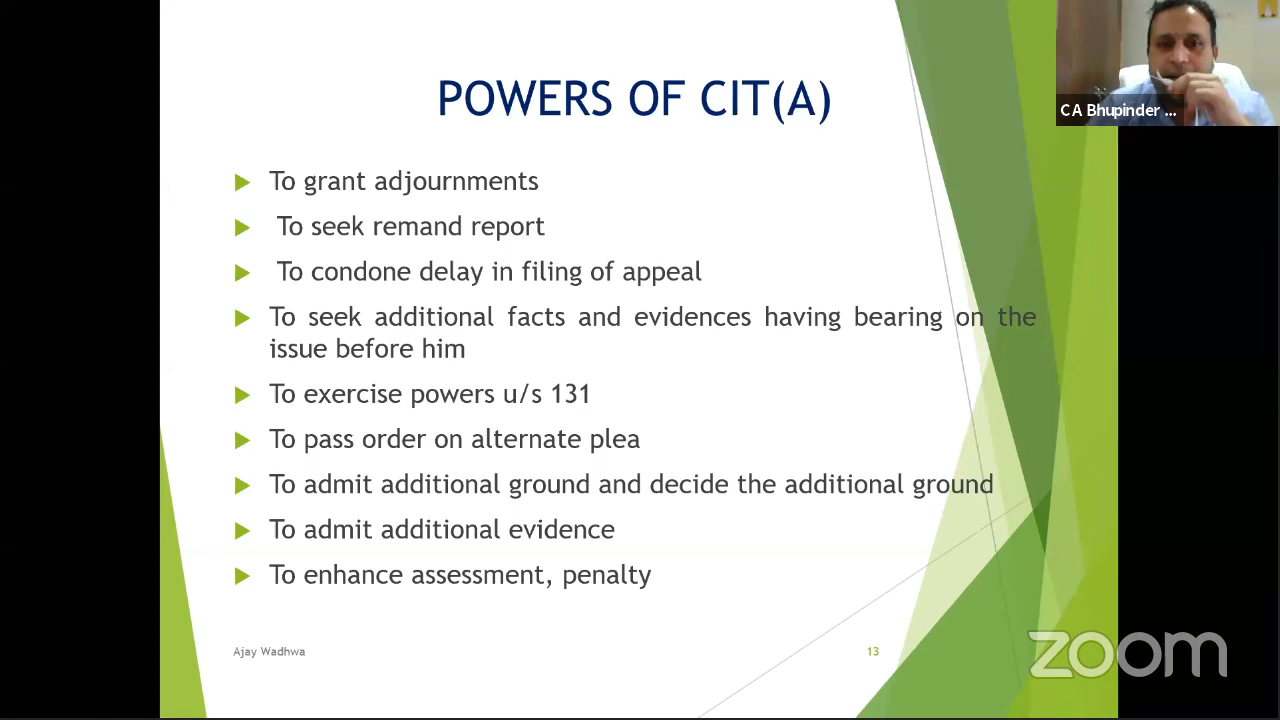 POWERS OF CIT(A)
C A Bhupinder ...
To grant adjournments
To seek remand report
To condone delay in filing of appeal
To seek additional facts and evidences having bearing on the
issue before him
To exercise powers u/s 131
To pass order on alternate plea
To admit additional ground and decide the additional ground
To admit additional evidence
To enhance assessment, penalty
Ajay Wadhwa
13
zoom